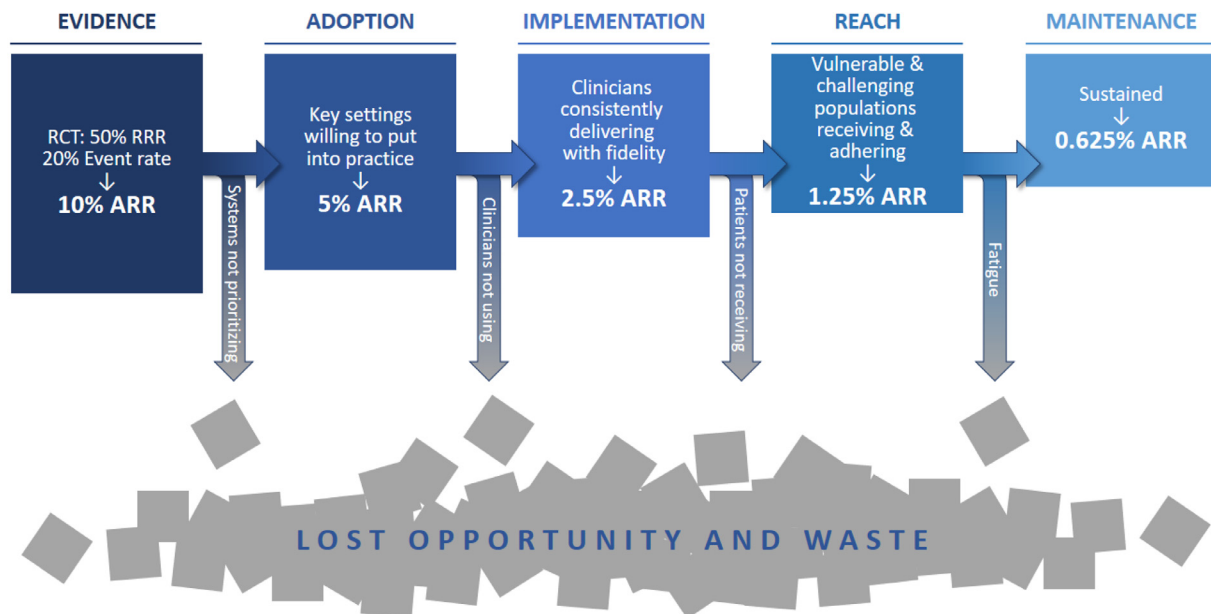 EVIDENCE
RCT: 50% RRR
20% Event rate
↓
10% ARR
Systems not prioritizing
ADOPTION
Key settings
willing to put
into practice
↓
5% ARR
Clinicians not using
IMPLEMENTATION
Clinicians
consistently
delivering
with fidelity
↓
2.5% ARR
Patients not receiving
REACH
Vulnerable &
challenging
populations
receiving &
adhering
↓
1.25% ARR
Fatigue
MAINTENANCE
Sustained
↓
0.625% ARR
LOST OPPORTUNITY AND WASTE